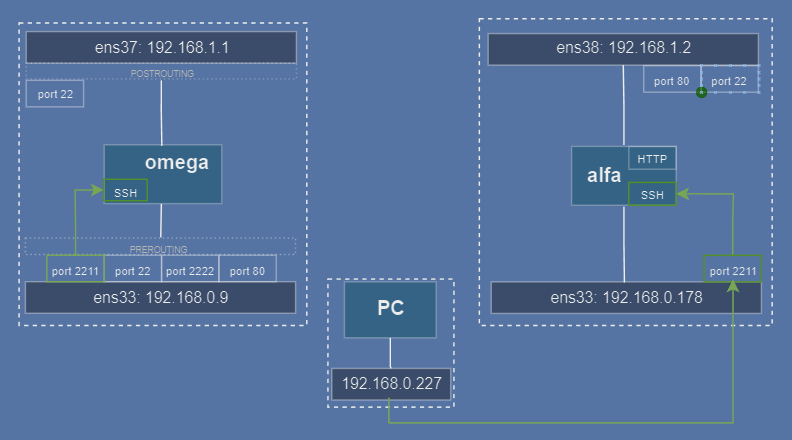 ens37: 192.168.1.1
POSTROUTING
port 22
omega
SSH
PREROUTING
port 2211
port 22
port 2222
port 80
ens33: 192.168.0.9
PC
192.168.0.227
ens38: 192.168.1.2
port 80
port 22
HTTP
alfa
SSH
port 2211
ens33: 192.168.0.178